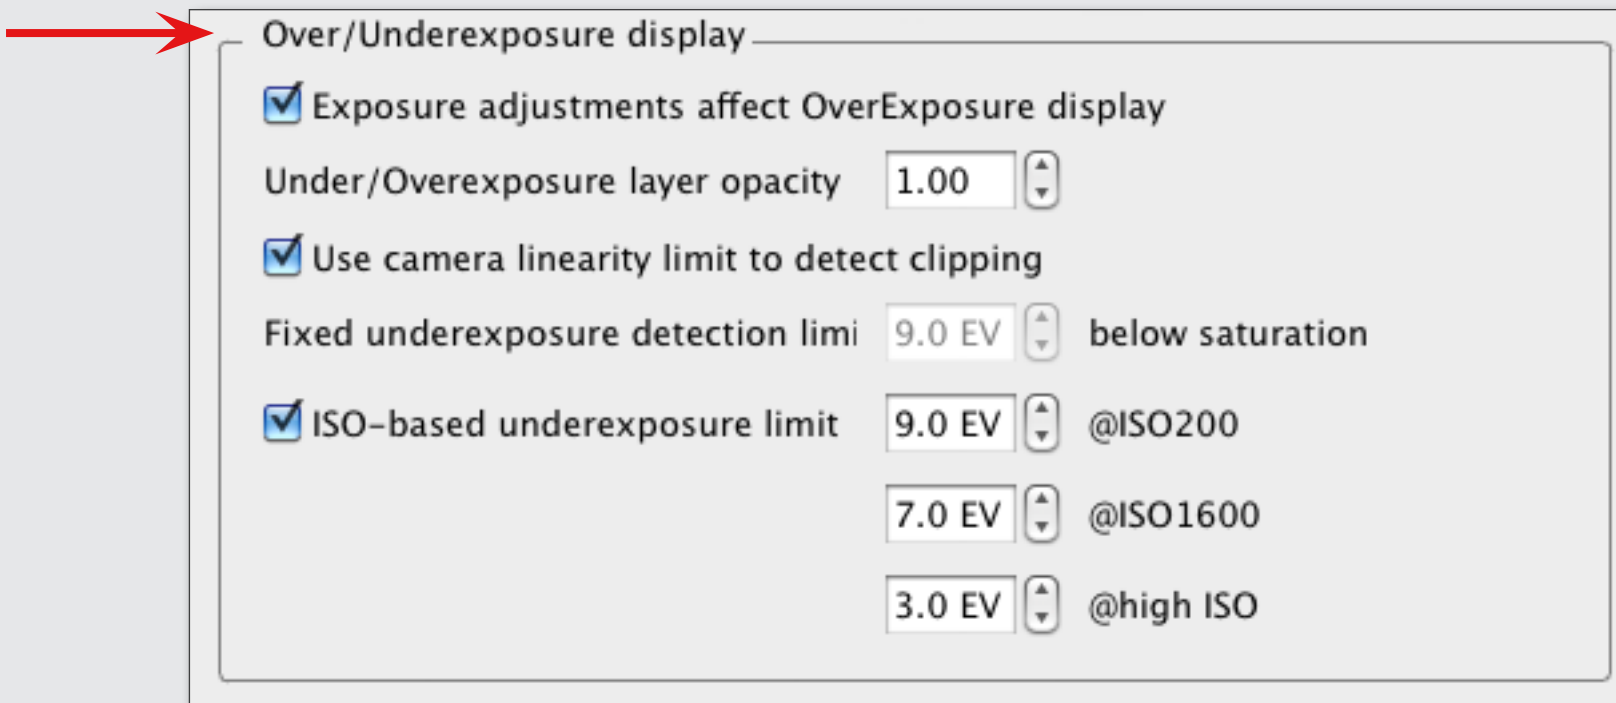 Over/Underexposure display
Exposure adjustments affect OverExposure display
Under/Overexposure layer opacity 1.00
Use camera linearity limit to detect clipping
Fixed underexposure detection limi 9.0 EV below saturation
ISO-based underexposure limit 9.0 EV @ISO200
7.0 EV @ISO1600
3.0 EV @high ISO